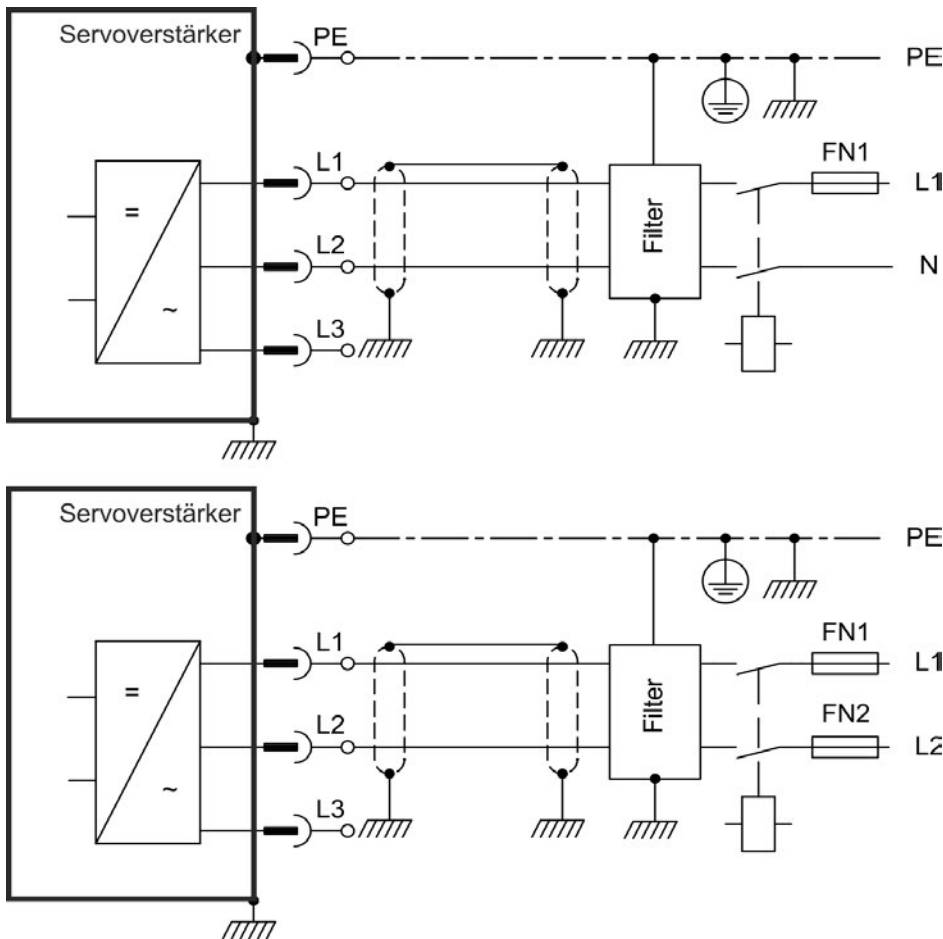 Servoverstärker
PE
PE
L1
FN1
L1
=
Filter
L2
N
~
L3
Servoverstärker
PE
PE
L1
FN1
L1
=
Filter
L2
FN2
L2
~
L3